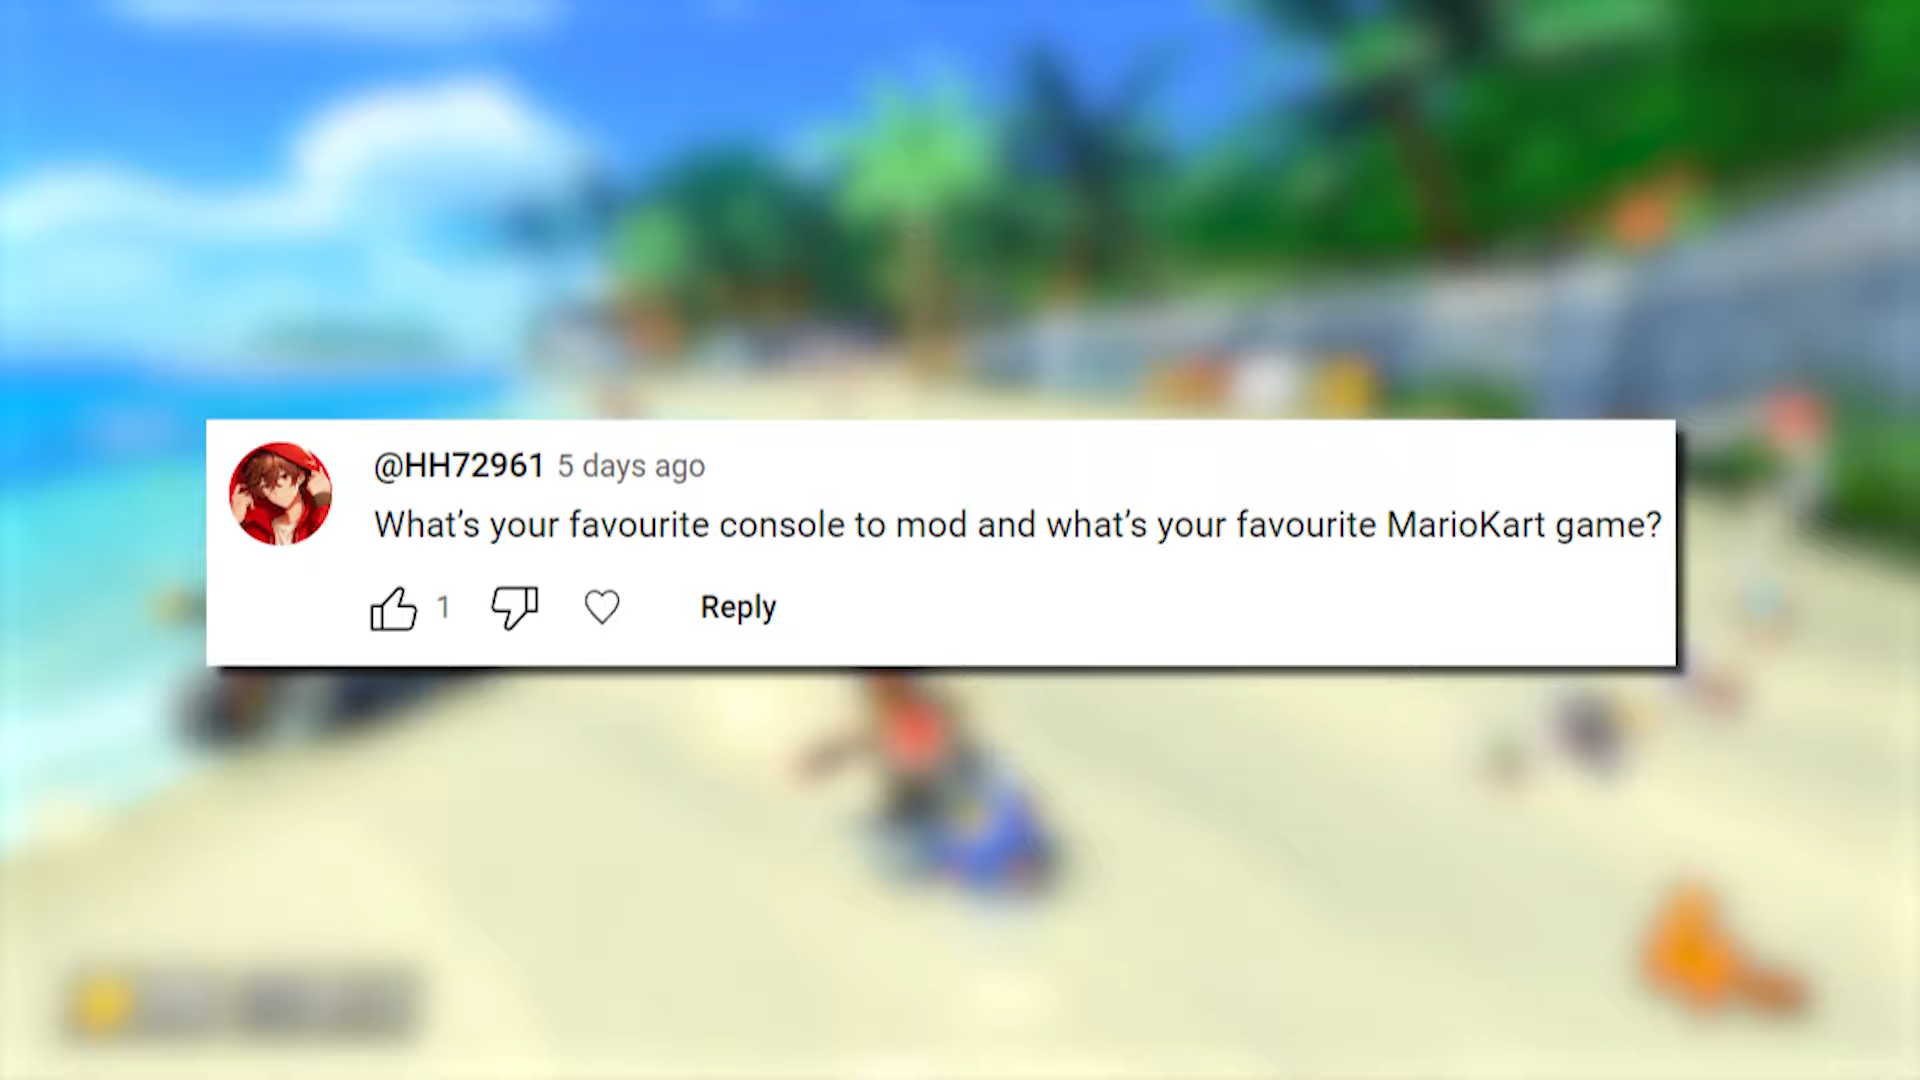 @HH72961 5 days ago
What’s your favourite console to mod and what’s your favourite MarioKart game?
1 Reply